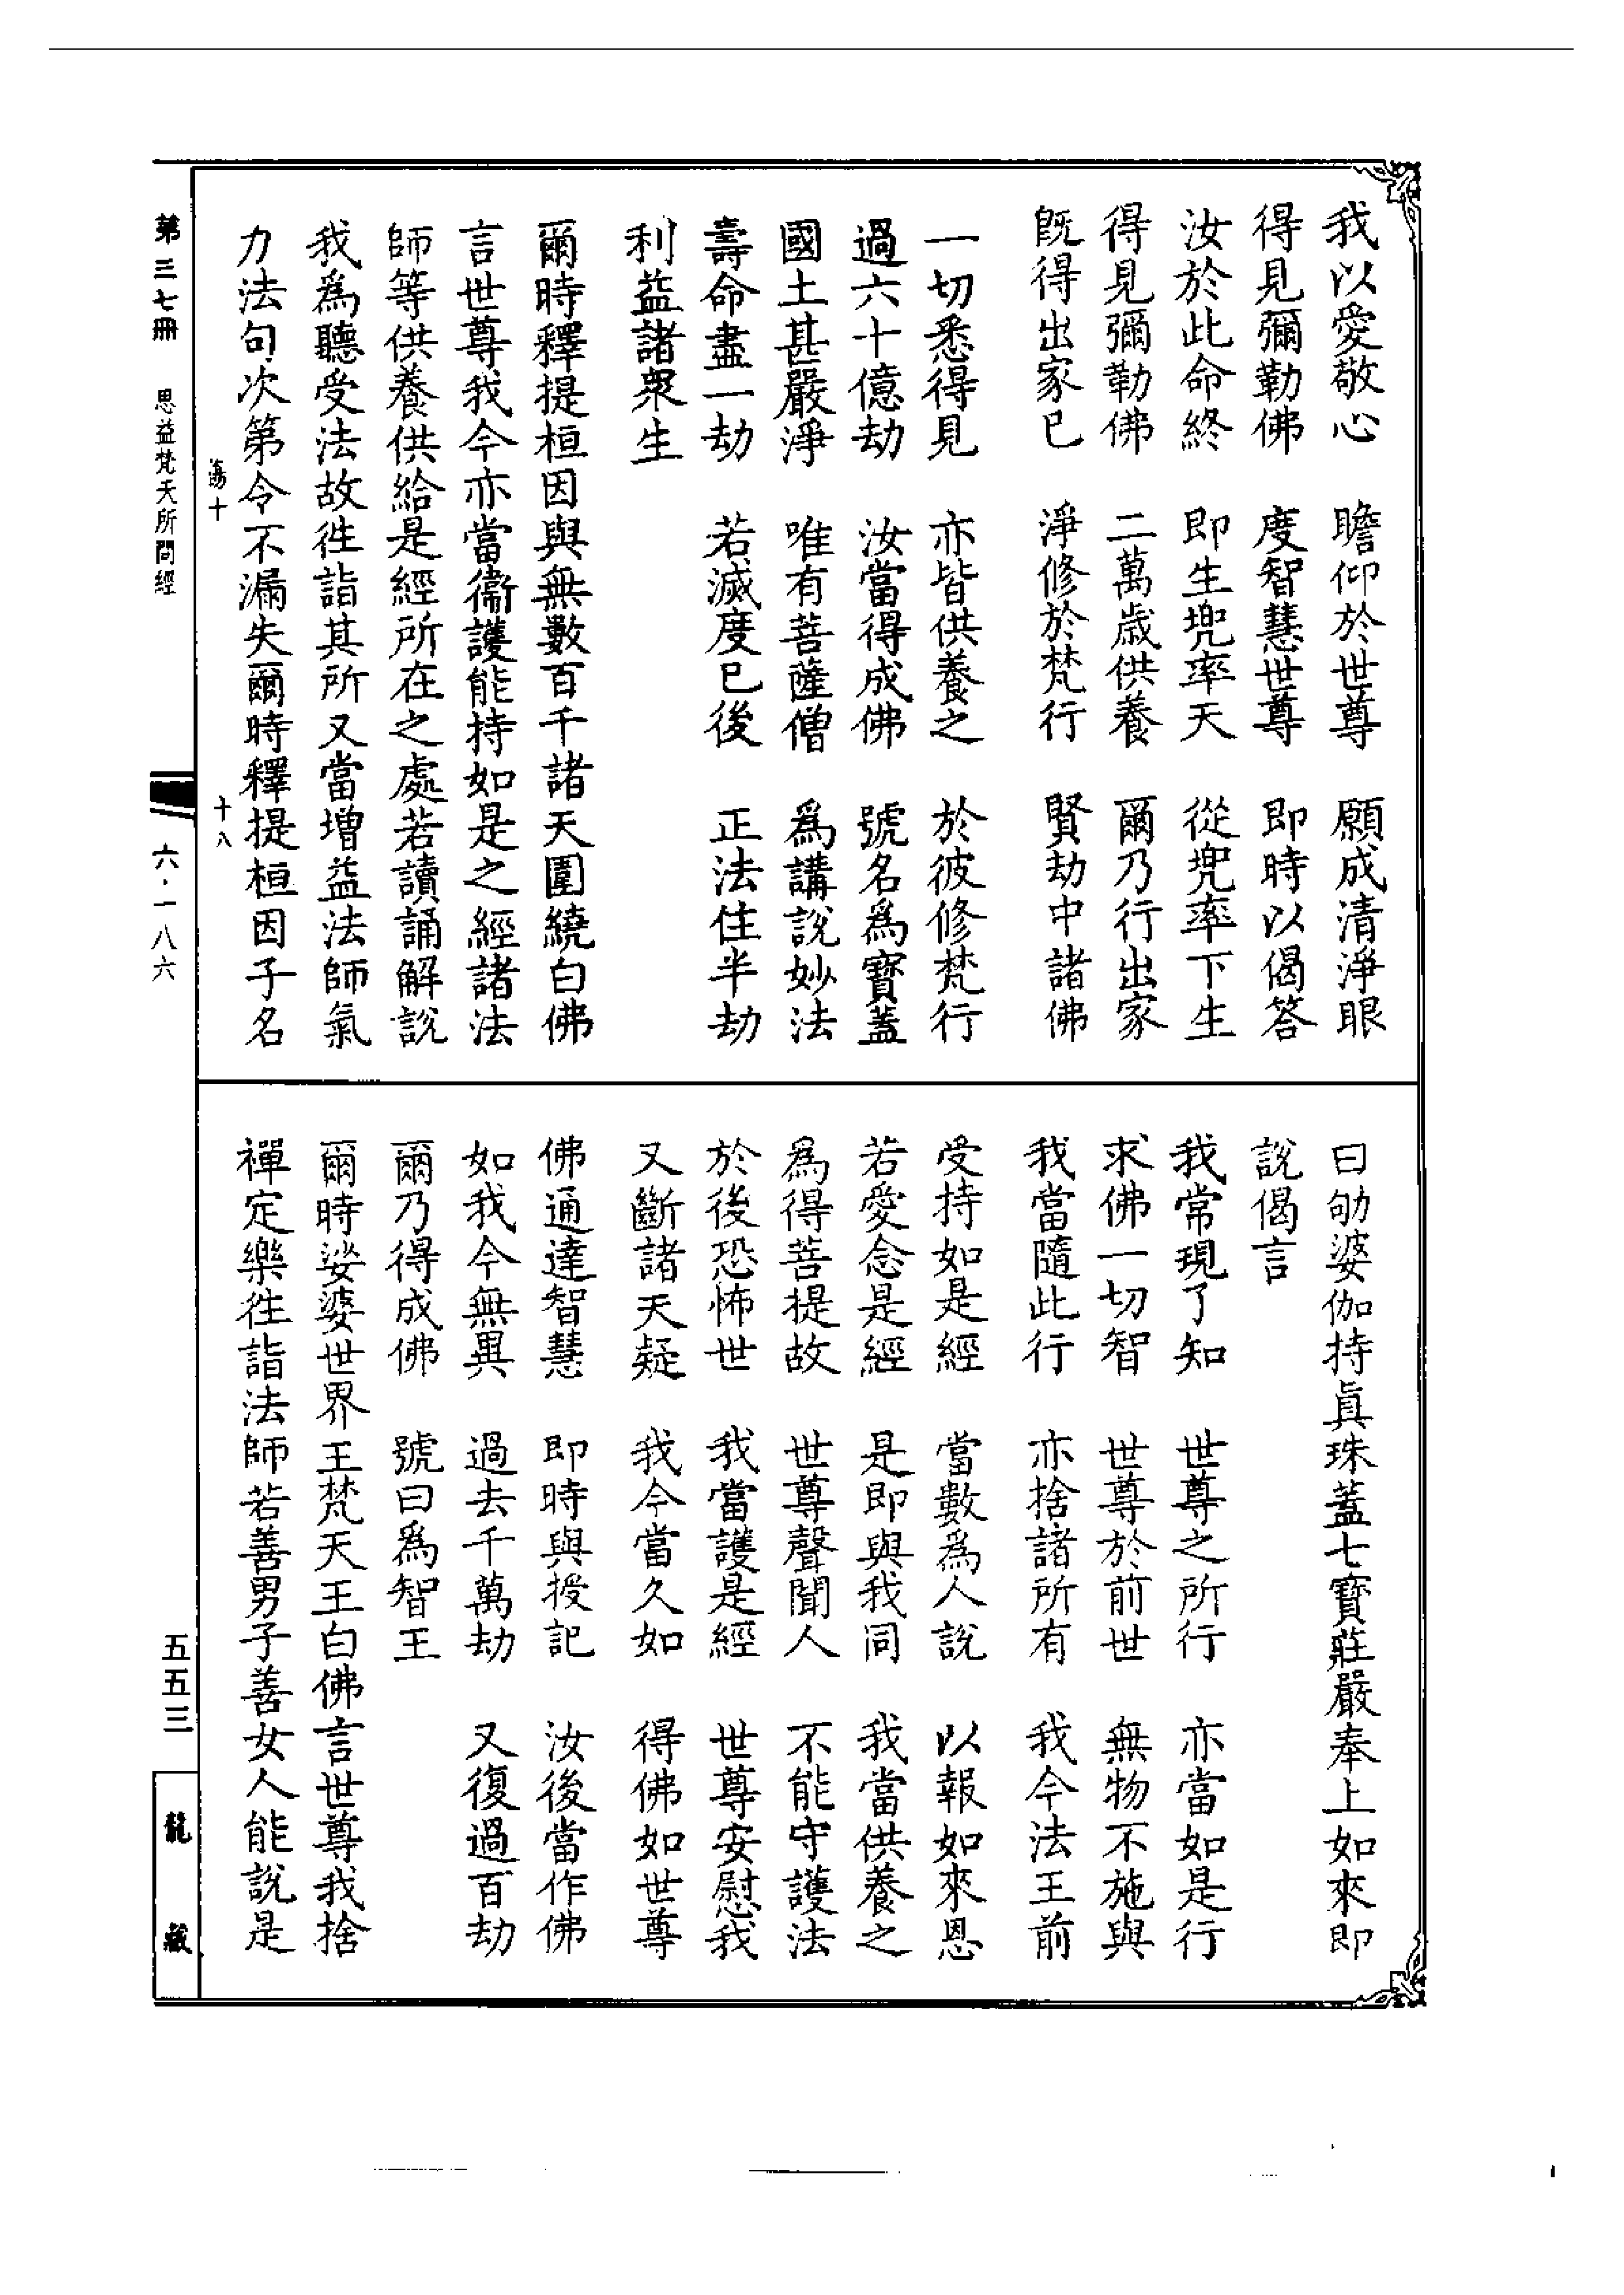 我以愛敬心　瞻仰於世尊　願成清淨眼
得見彌勒佛　度智慧世尊　即時以偈答
汝於此命終　即生兜率天　從兜率下生
得見彌勒佛　二萬歲供養　爾乃行出家
旣得出家已　淨修於梵行　賢劫中諸佛
一切悉得見　亦皆供養之　於彼修梵行
過六十億劫　汝當得成佛　號名爲寶蓋
國土甚嚴淨　唯有菩薩僧　爲講說妙法
壽命盡一劫　若滅度已後　正法住半劫
利益諸衆生
爾時釋提桓因與無數百千諸天圍繞白佛
言世尊我今亦當衞護能持如是之經諸法
師等供養供給是經所在之處若讀誦解說
我爲聽受法故徃詣其所又當增益法師氣
力法句次第令不漏失爾時釋提桓因子名
曰劬婆伽持眞珠蓋七寶莊嚴奉上如來即
說偈言
我常現了知　世尊之所行　亦當如是行
求佛一切智　世尊於前世　無物不施與
我當隨此行　亦捨諸所有　我今法王前
受持如是經　當數爲人說　以報如來恩
若愛念是經　是即與我同　我當供養之
爲得菩提故　世尊聲聞人　不能守護法
於後恐怖世　我當護是經　世尊安慰我
又斷諸天疑　我今當久如　得佛如世尊
佛通達智慧　即時與授記　汝後當作佛
如我今無異　過去千萬劫　又復過百劫
爾乃得成佛　號曰爲智王
爾時娑婆世界王梵天王白佛言世尊我捨
禪定樂徃詣法師若善男子善女人能說是
蕩十　十八
第三七冊　思益梵天所問經　六·一八六　五五三
龍藏